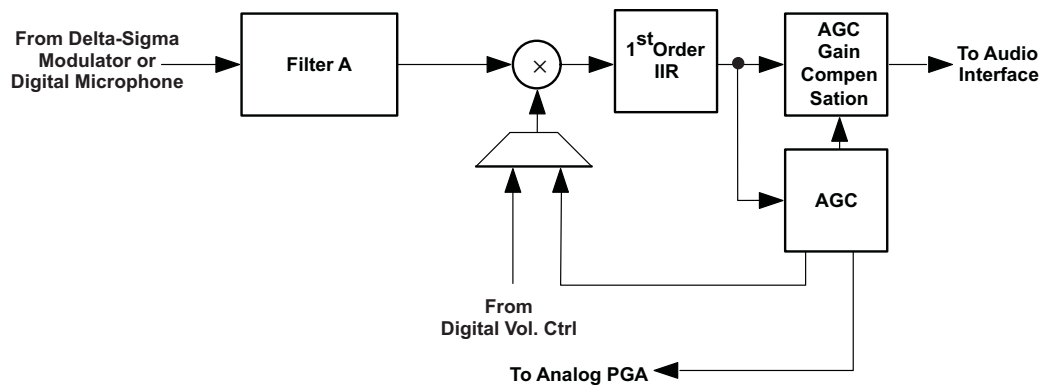 From Delta-Sigma
Modulator or
Digital Microphone
Filter A
×
1st Order
IIR
AGC
Gain
Compen
Sation
To Audio
Interface
AGC
From
Digital Vol. Ctrl
To Analog PGA